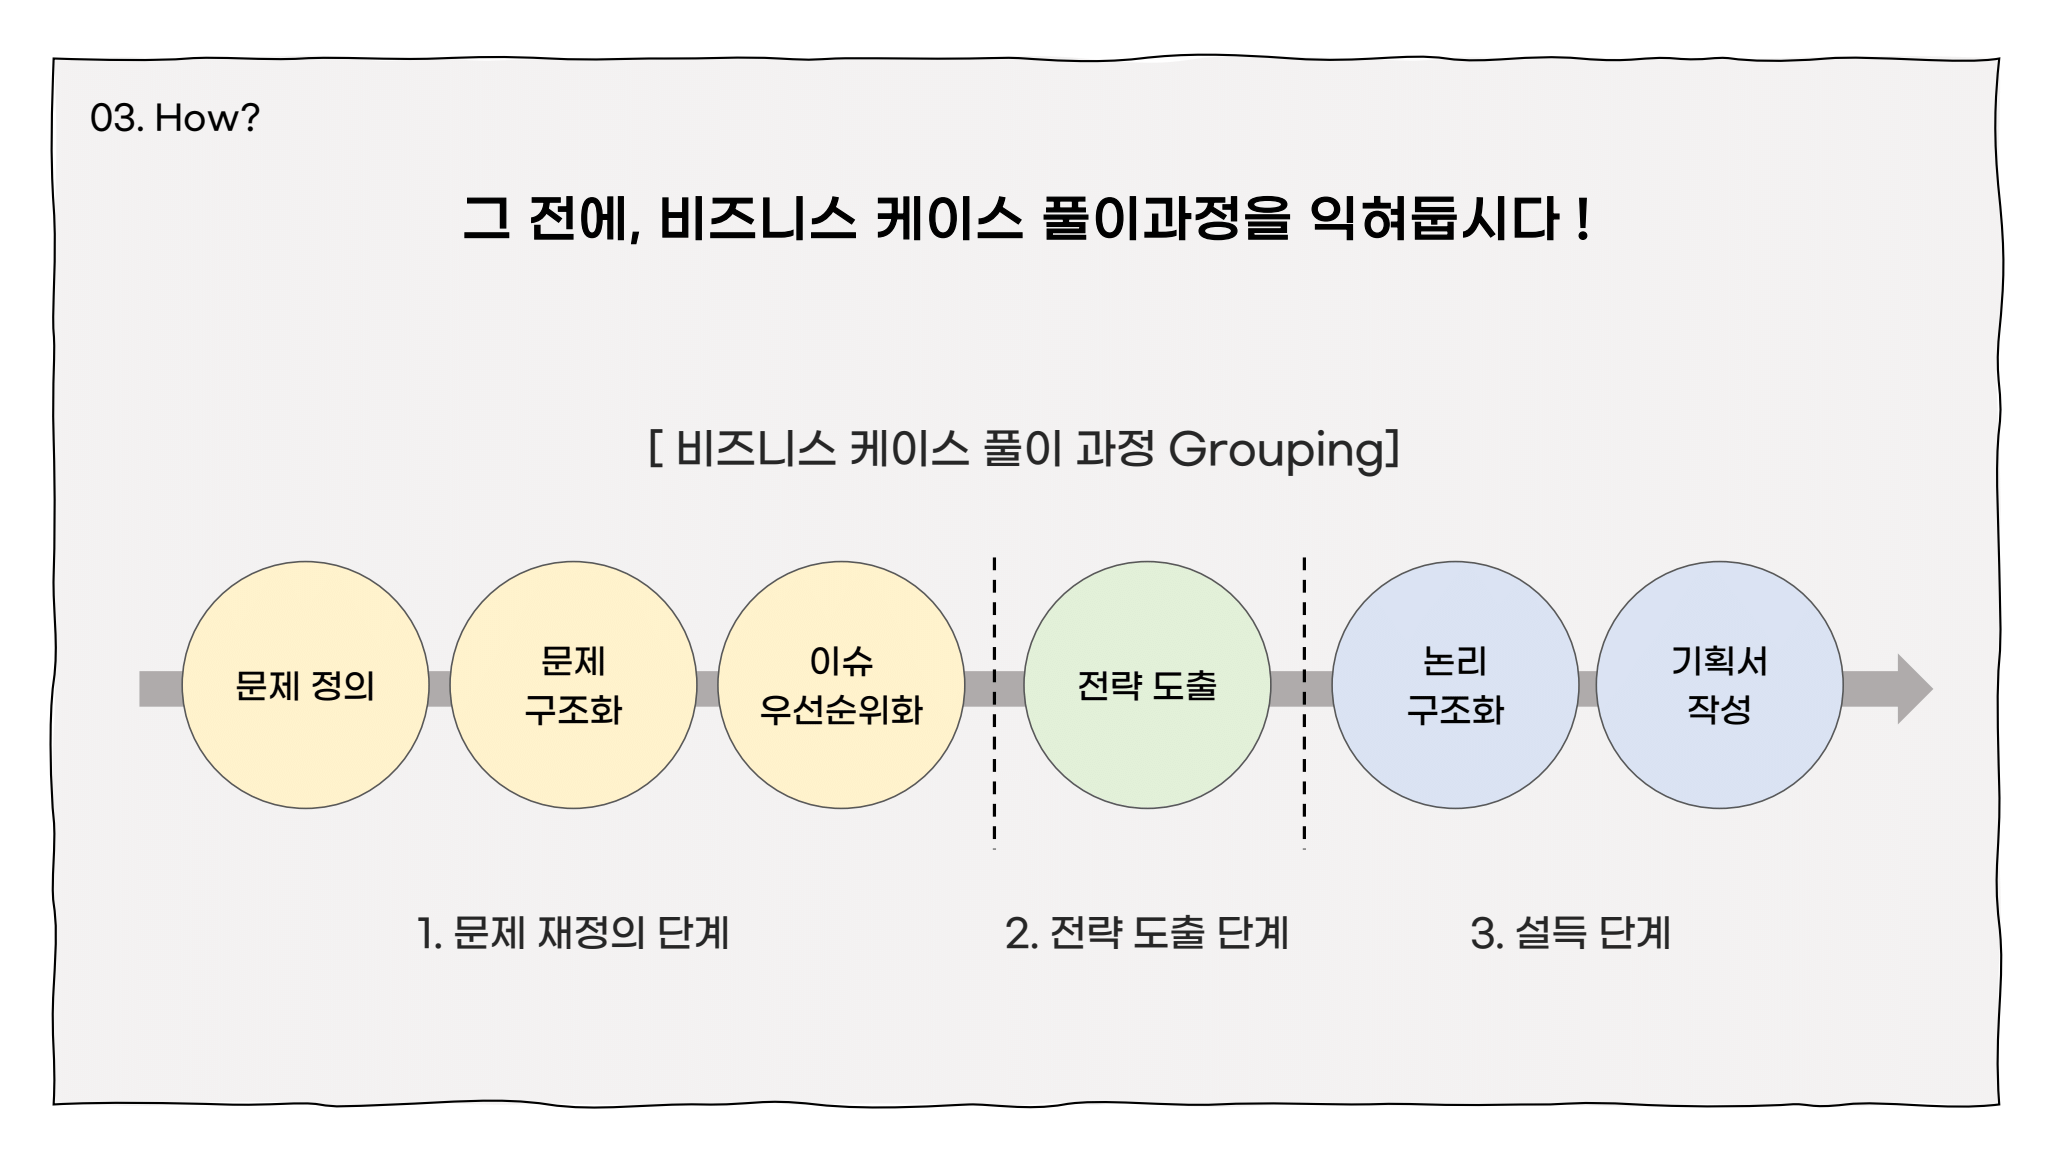 03. How?
그 전에, 비즈니스 케이스 풀이과정을 익혀둡시다 !
[ 비즈니스 케이스 풀이 과정 Grouping]
문제 정의
문제
구조화
이슈
우선순위화
전략 도출
논리
구조화
기획서
작성
1. 문제 재정의 단계
2. 전략 도출 단계
3. 설득 단계